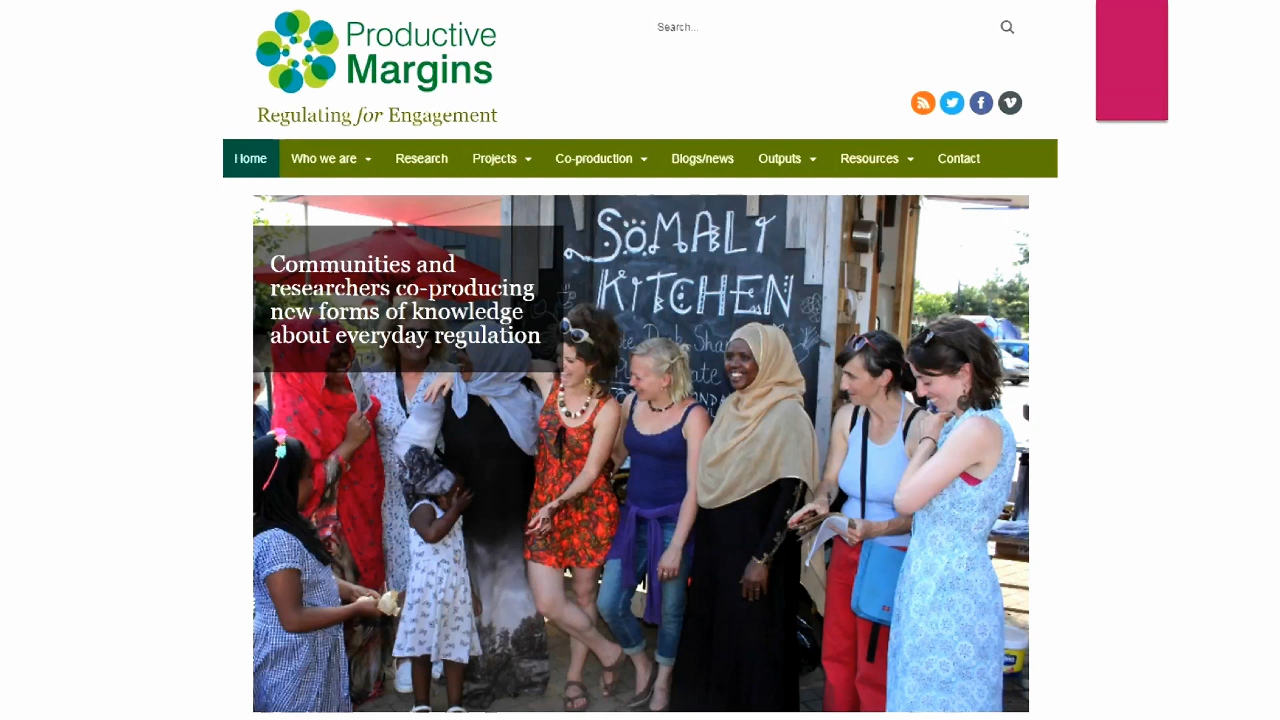 Productive
Margins
Regulating for Engagement
Search...
Home Who we are Research Projects Co-production Blogs/news Outputs Resources Contact
Communities and
researchers co-producing
new forms of knowledge
about everyday regulation
SOMALI
KITCHEN